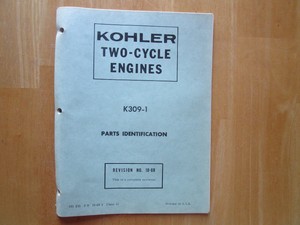 KOHLER
TWO-CYCLE
ENGINES
K309-1
PARTS IDENTIFICATION
REVISION NO.